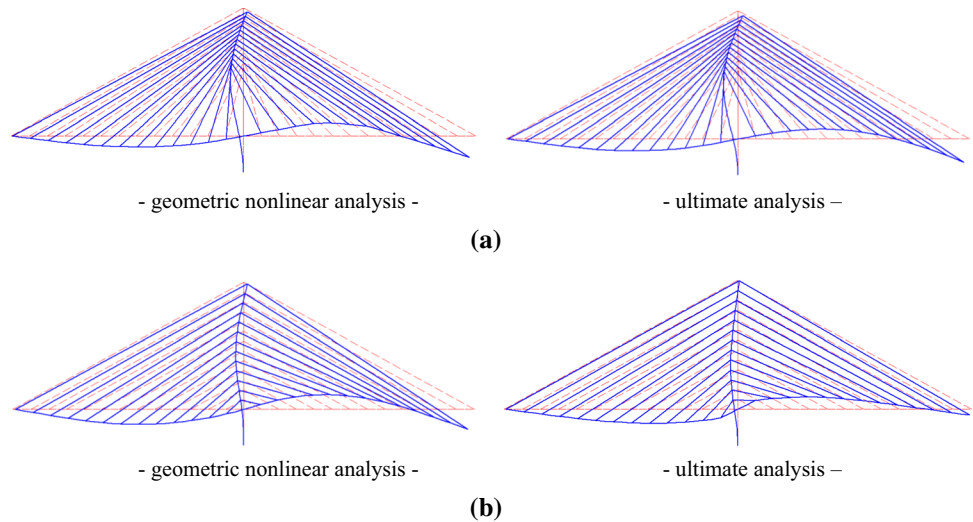 - geometric nonlinear analysis - - ultimate analysis –
(a)
- geometric nonlinear analysis - - ultimate analysis –
(b)